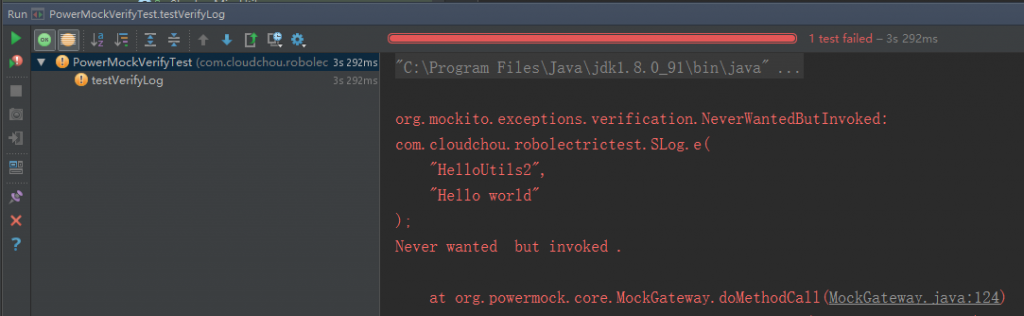 Run PowerMockVerifyTest.testVerifyLog
1 test failed – 3s 292ms
PowerMockVerifyTest (com.cloudchou.robolec 3s 292ms
testVerifyLog 3s 292ms
"C:\Program Files\Java\jdk1.8.0_91\bin\java" ...
org.mockito.exceptions.verification.NeverWantedButInvoked:
com.cloudchou.robolectrictest.SLog.e(
"HelloUtils2",
"Hello world"
);
Never wanted  but invoked .
at org.powermock.core.MockGateway.doMethodCall(MockGateway.java:124)